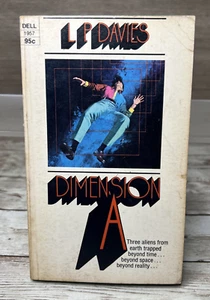 DELL
1957
95c
L P DAVIES
DIMENSION
A
Three aliens from
earth trapped
beyond time...
beyond space...
beyond reality...